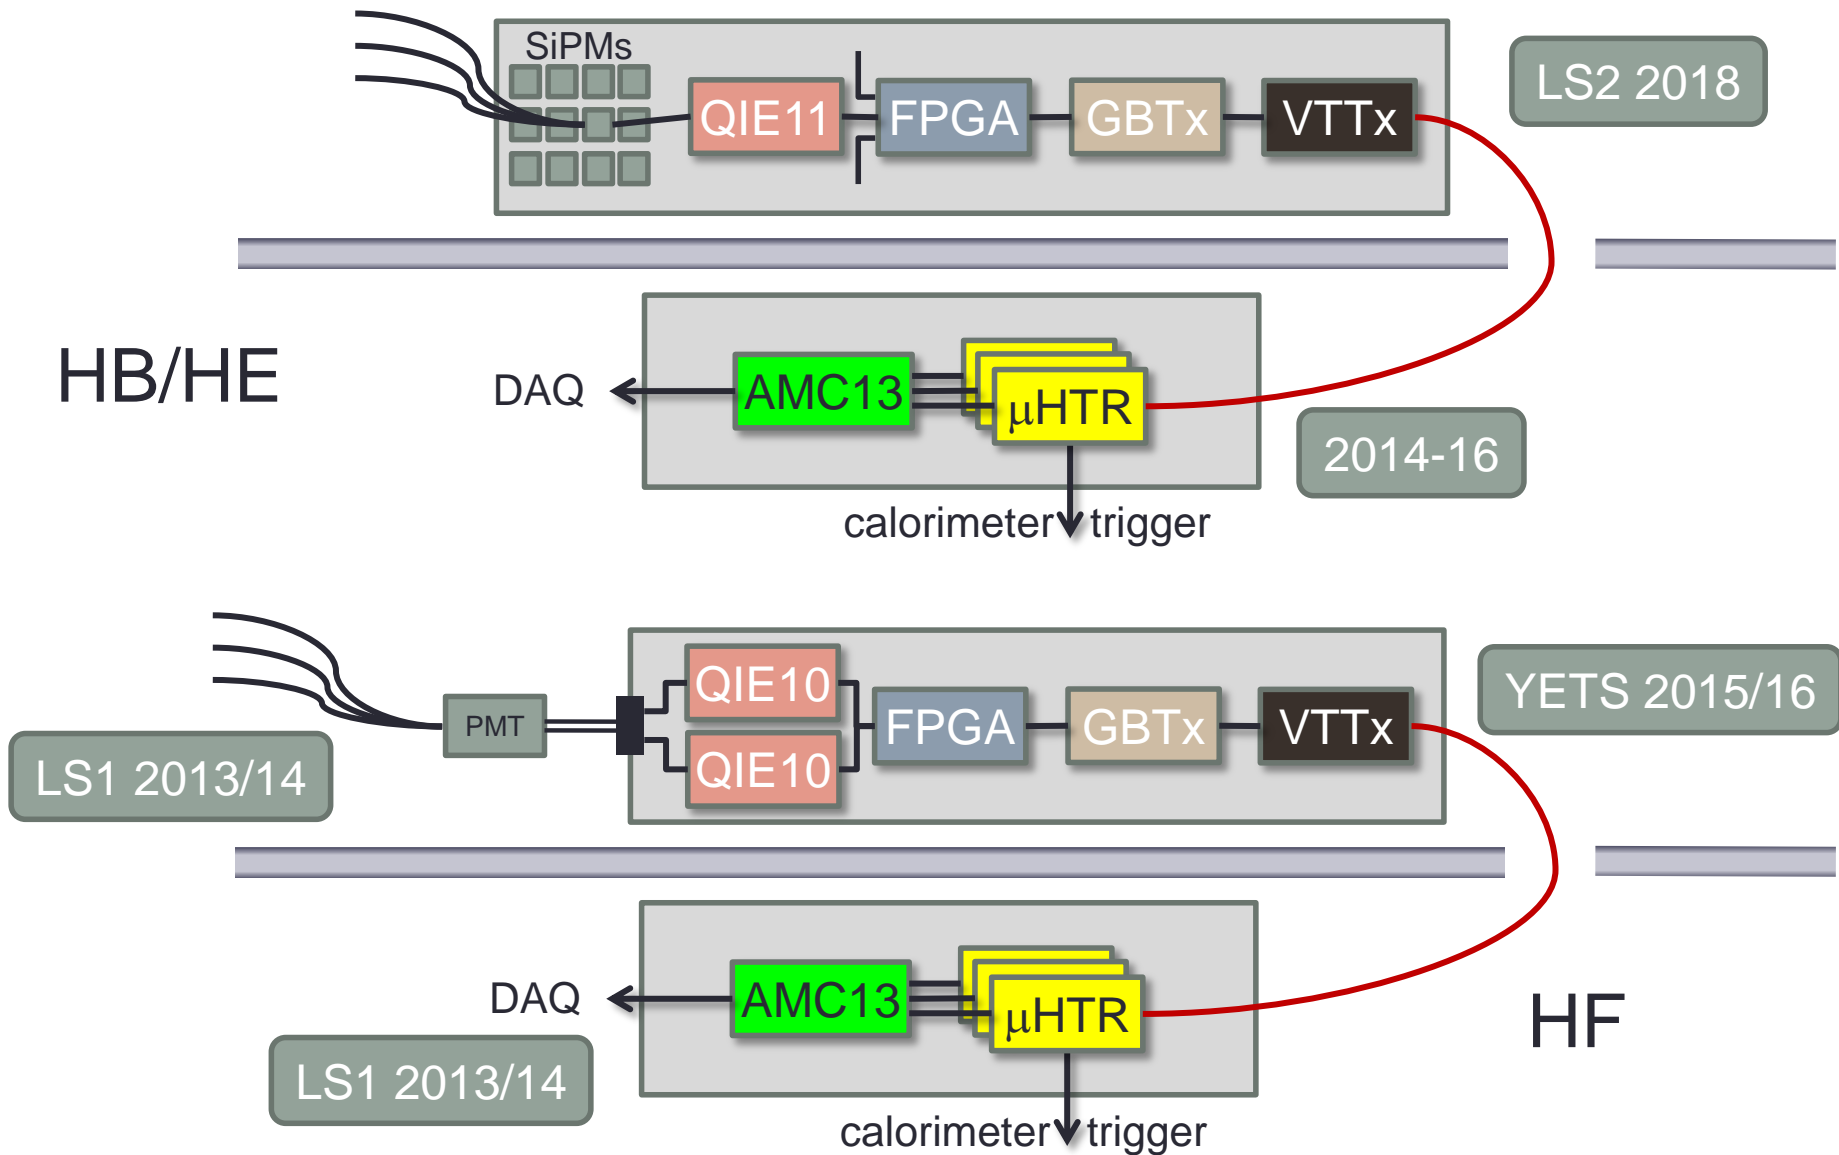 SiPMs
QIE11
FPGA
GBTx
VTTx
LS2 2018
HB/HE
DAQ
AMC13
μHTR
2014-16
calorimeter trigger
QIE10
QIE10
PMT
FPGA
GBTx
VTTx
YETS 2015/16
LS1 2013/14
DAQ
AMC13
μHTR
HF
LS1 2013/14
calorimeter trigger